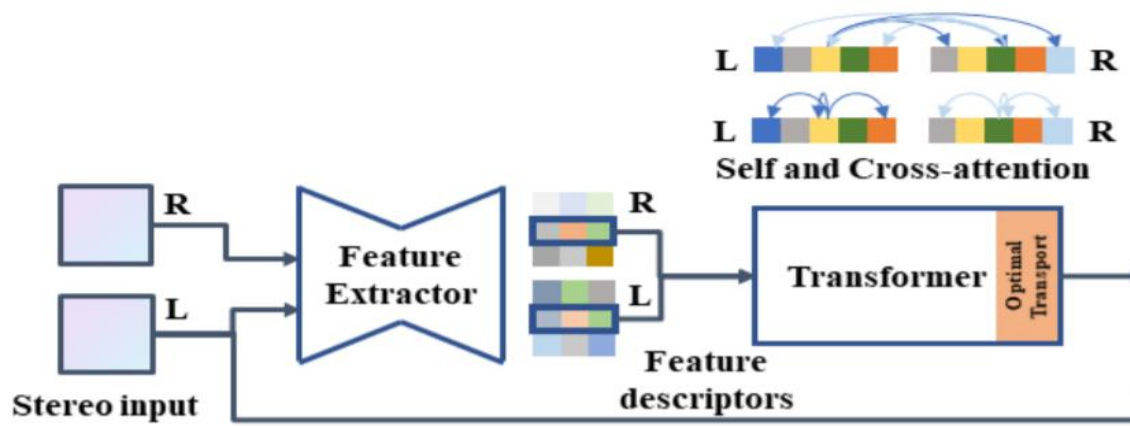 L R
L R
Self and Cross-attention
R
L
Stereo input
Feature
Extractor
R
L
Feature
descriptors
Transformer
Optimal
Transport